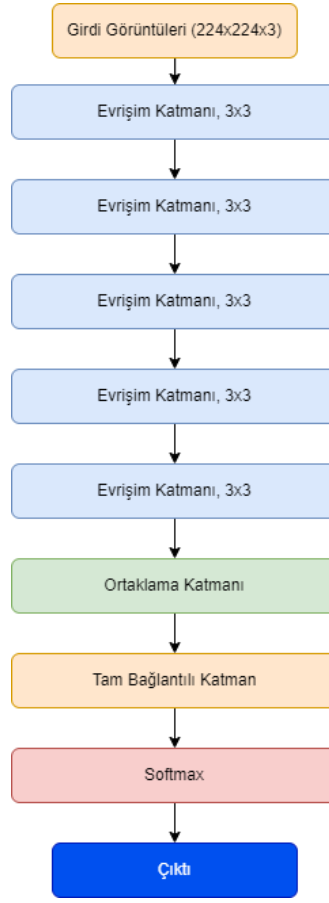 Girdi Görüntüleri (224x224x3)
Evrişim Katmanı, 3x3
Evrişim Katmanı, 3x3
Evrişim Katmanı, 3x3
Evrişim Katmanı, 3x3
Evrişim Katmanı, 3x3
Ortaklama Katmanı
Tam Bağlantılı Katman
Softmax
Çıktı